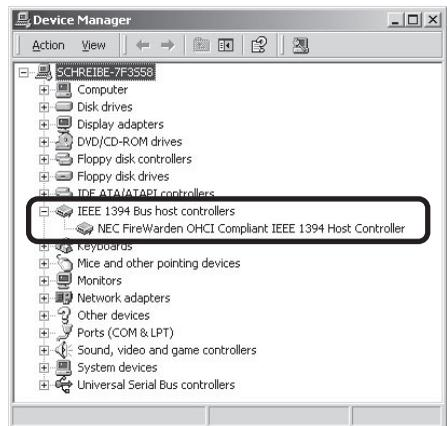 Device Manager
Action View
SCHREIBE-7F3S58
Computer
Disk drives
Display adapters
DVD/CD-ROM drives
Floppy disk controllers
Floppy disk drives
IDE ATA/ATAPI controllers
IEEE 1394 Bus host controllers
NEC FireWarden OHCI Compliant IEEE 1394 Host Controller
Keyboards
Mice and other pointing devices
Monitors
Network adapters
Other devices
Ports (COM & LPT)
Sound, video and game controllers
System devices
Universal Serial Bus controllers